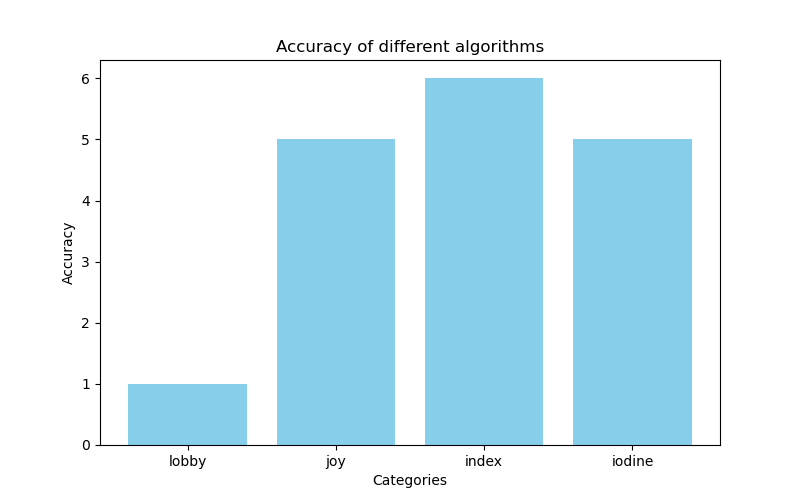 Accuracy of different algorithms
Accuracy
6
5
4
3
2
1
0
lobby joy index iodine
Categories